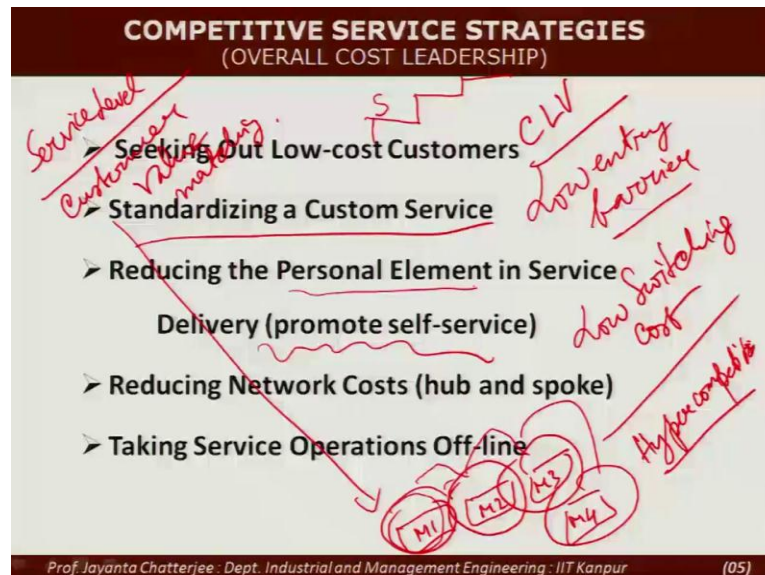 COMPETITIVE SERVICE STRATEGIES
(OVERALL COST LEADERSHIP)
Service level
Customer
value
matching.
S
CLV
➢ Seeking Out Low-cost Customers
Low entry
barrier
➢ Standardizing a Custom Service
➢ Reducing the Personal Element in Service
Delivery (promote self-service)
Low Switching
cost
➢ Reducing Network Costs (hub and spoke)
Hypercompetitive
➢ Taking Service Operations Off-line
M1
M2
M3
M4
Prof. Jayanta Chatterjee : Dept. Industrial and Management Engineering : IIT Kanpur (05)